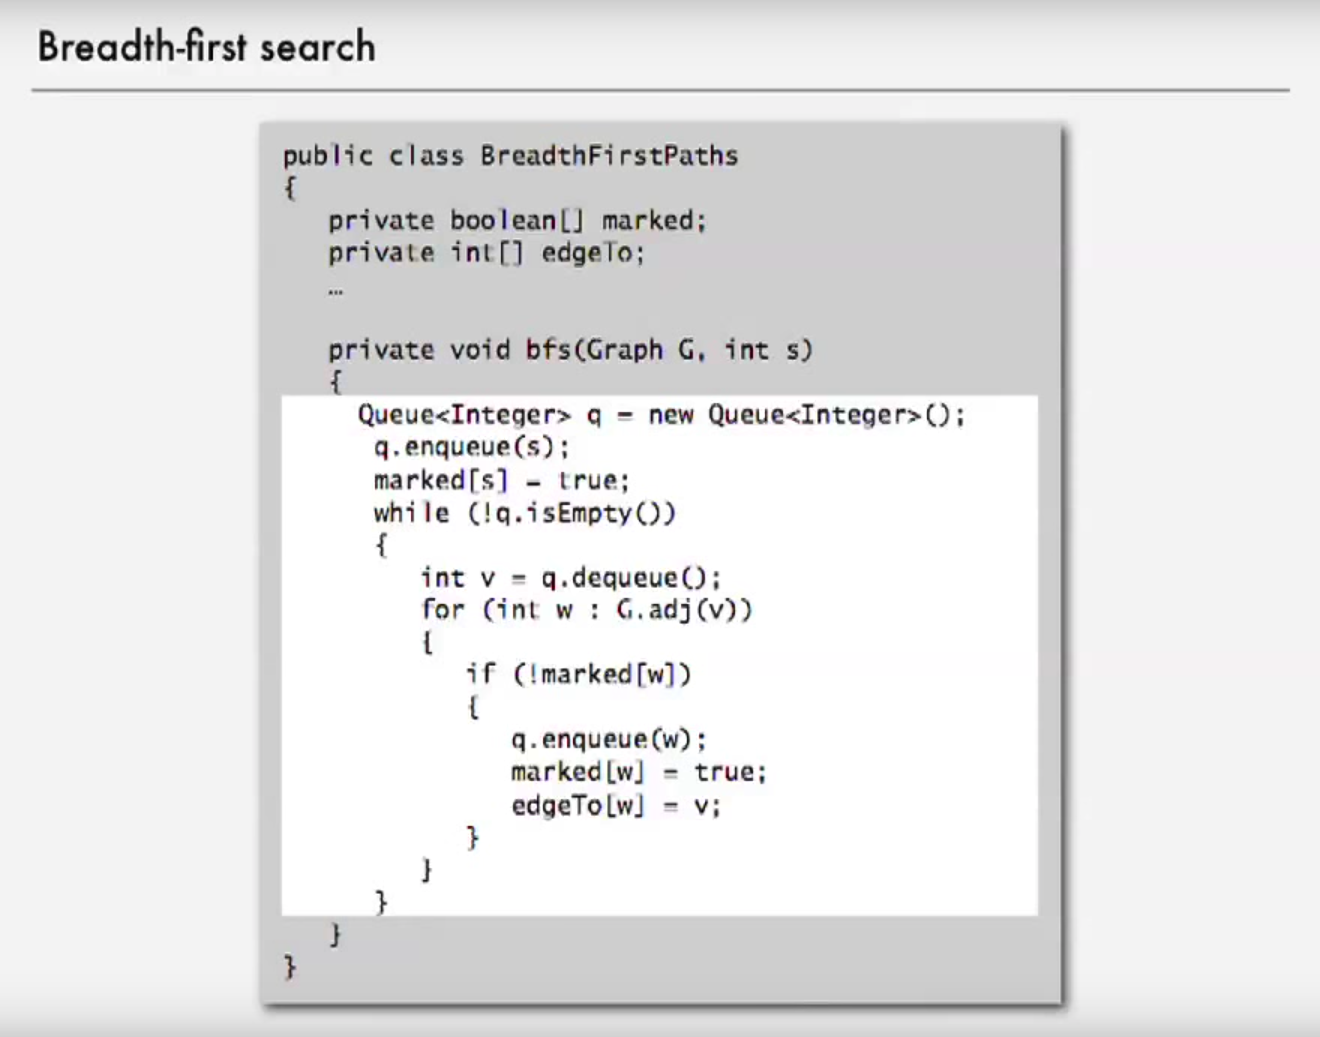 Breadth-first search
public class BreadthFirstPaths
{
private boolean[] marked;
private int[] edgeTo;
…
private void bfs(Graph G, int s)
{
Queue<Integer> q = new Queue<Integer>();
q.enqueue(s);
marked[s] = true;
while (!q.isEmpty())
{
int v = q.dequeue();
for (int w : G.adj(v))
{
if (!marked[w])
{
q.enqueue(w);
marked[w] = true;
edgeTo[w] = v;
}
}
}
}
}